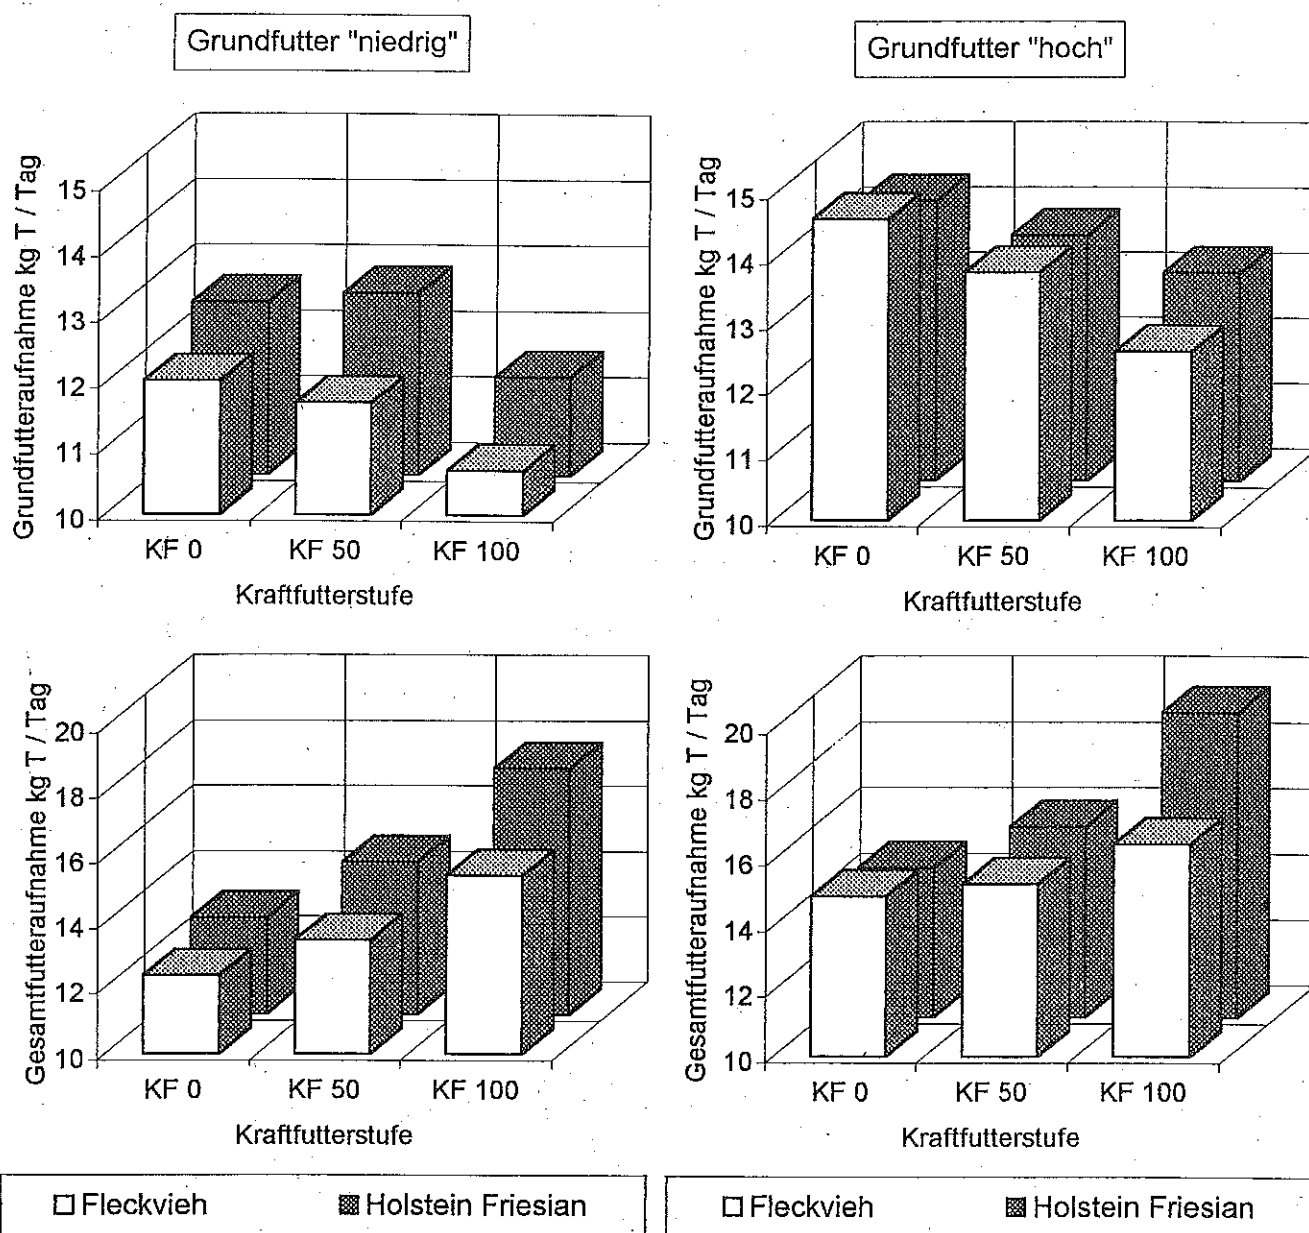 Grundfutter "niedrig"
Grundfutter "hoch"
Grundfutteraufnahme kg T / Tag
15
14
13
12
11
10
KF 0
KF 50
KF 100
Kraftfutterstufe
Grundfutteraufnahme kg T / Tag
15
14
13
12
11
10
KF 0
KF 50
KF 100
Kraftfutterstufe
Gesamtfutteraufnahme kg T / Tag
20
18
16
14
12
10
KF 0
KF 50
KF 100
Kraftfutterstufe
Gesamtfutteraufnahme kg T / Tag
20
18
16
14
12
10
KF 0
KF 50
KF 100
Kraftfutterstufe
Fleckvieh
Holstein Friesian
Fleckvieh
Holstein Friesian